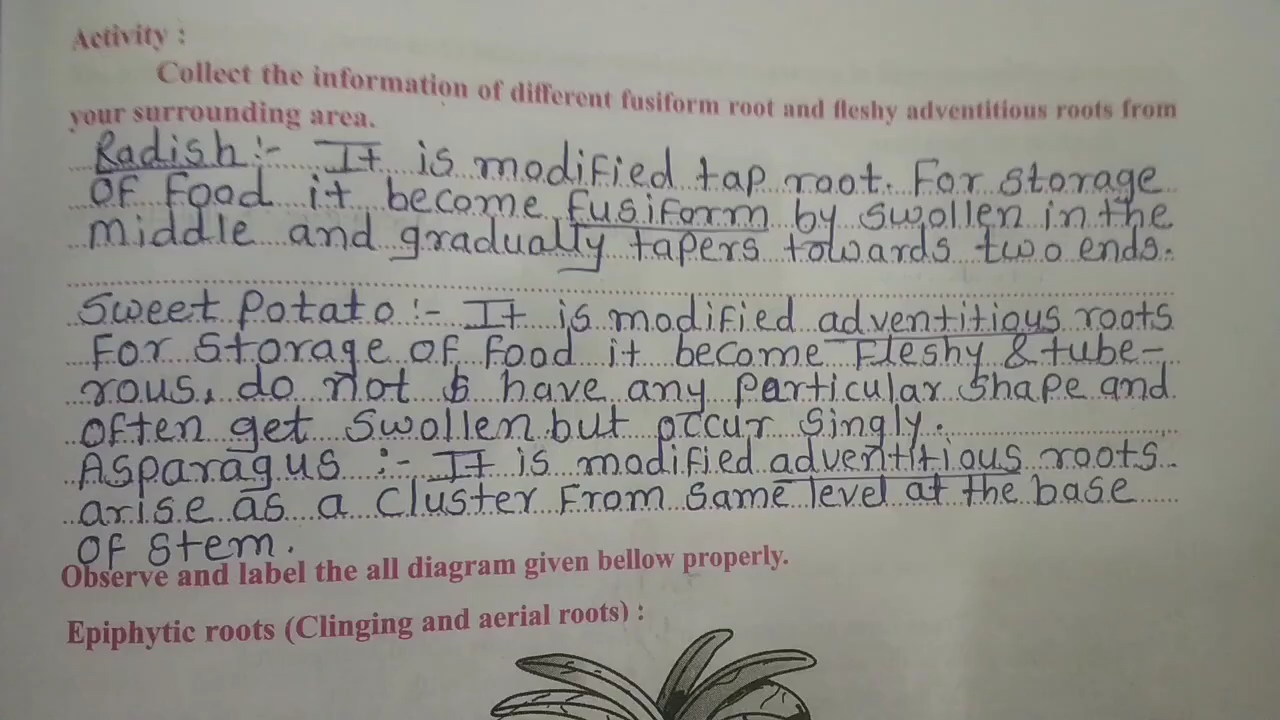 Activity :
Collect the information of different fusiform root and fleshy adventitious roots from
your surrounding area.
Radish :- It is modified tap root. For storage
of food it become fusiform by swollen in the
middle and gradually tapers towards two ends.
Sweet Potato :- It is modified adventitious roots
For storage of food it become fleshy & tube-
rous, do not have any particular shape and
often get swollen but occur singly.
Asparagus :- It is modified adventitious roots
arise as a cluster from same level at the base
of stem.
Observe and label the all diagram given bellow properly.
Epiphytic roots (Clinging and aerial roots) :